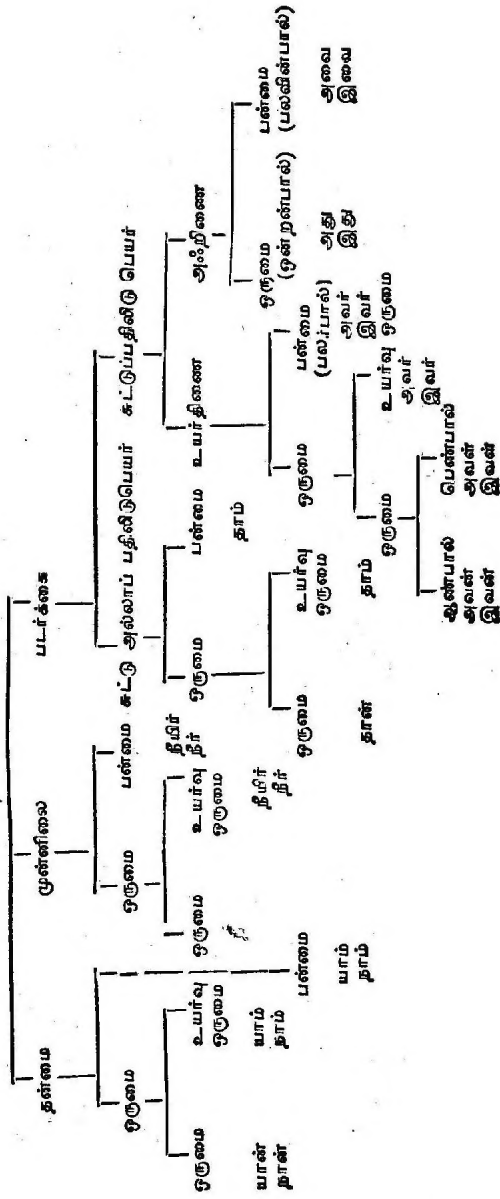 தன்மை முன்னிலை படர்க்கை
ஒருமை ஒருமை பன்மை சுட்டு அல்லாப் பதிலிடுபெயர் சுட்டுப்பதிலிடு பெயர்
நீயிர்
நீர்
ஒருமை உயர்வு ஒருமை உயர்வு ஒருமை பன்மை உயர்திணை அஃறிணை
ஒருமை ஒருமை
யான் யாம் நீ நீயிர் தாம்
நான் நாம் நீர்
பன்மை ஒருமை உயர்வு ஒருமை பன்மை ஒருமை பன்மை
ஒருமை (பலர்பால்) (ஒன்றன்பால்) (பலவின்பால்)
யாம் தான் தாம் அவர் அது அவை
நாம் இவர் இது இவை
ஒருமை உயர்வு ஒருமை
அவர்
இவர்
ஆண்பால் பெண்பால்
அவன் அவள்
இவன் இவள்